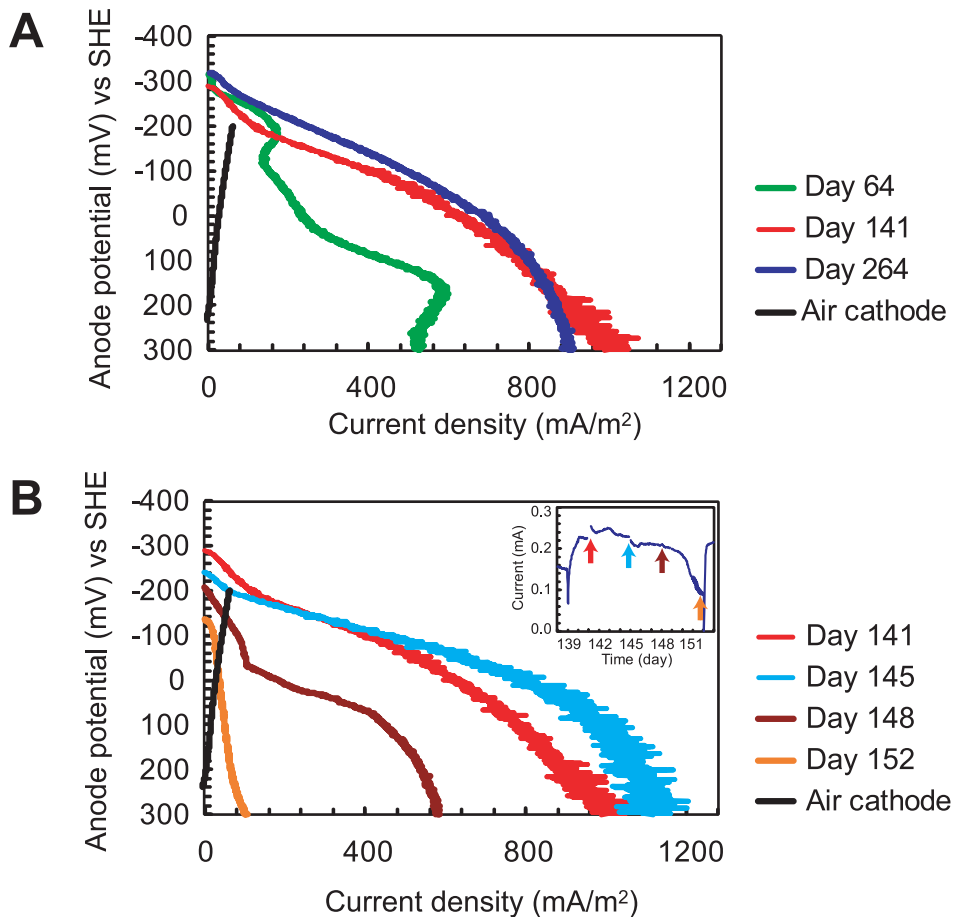 A
Anode potential (mV) vs SHE
-400
-300
-200
-100
0
100
200
300
0 400 800 1200
Current density (mA/m²)
Day 64
Day 141
Day 264
Air cathode
B
Anode potential (mV) vs SHE
-400
-300
-200
-100
0
100
200
300
0 400 800 1200
Current density (mA/m²)
Current (mA)
0.3
0.2
0.1
0.0
139 142 145 148 151
Time (day)
Day 141
Day 145
Day 148
Day 152
Air cathode